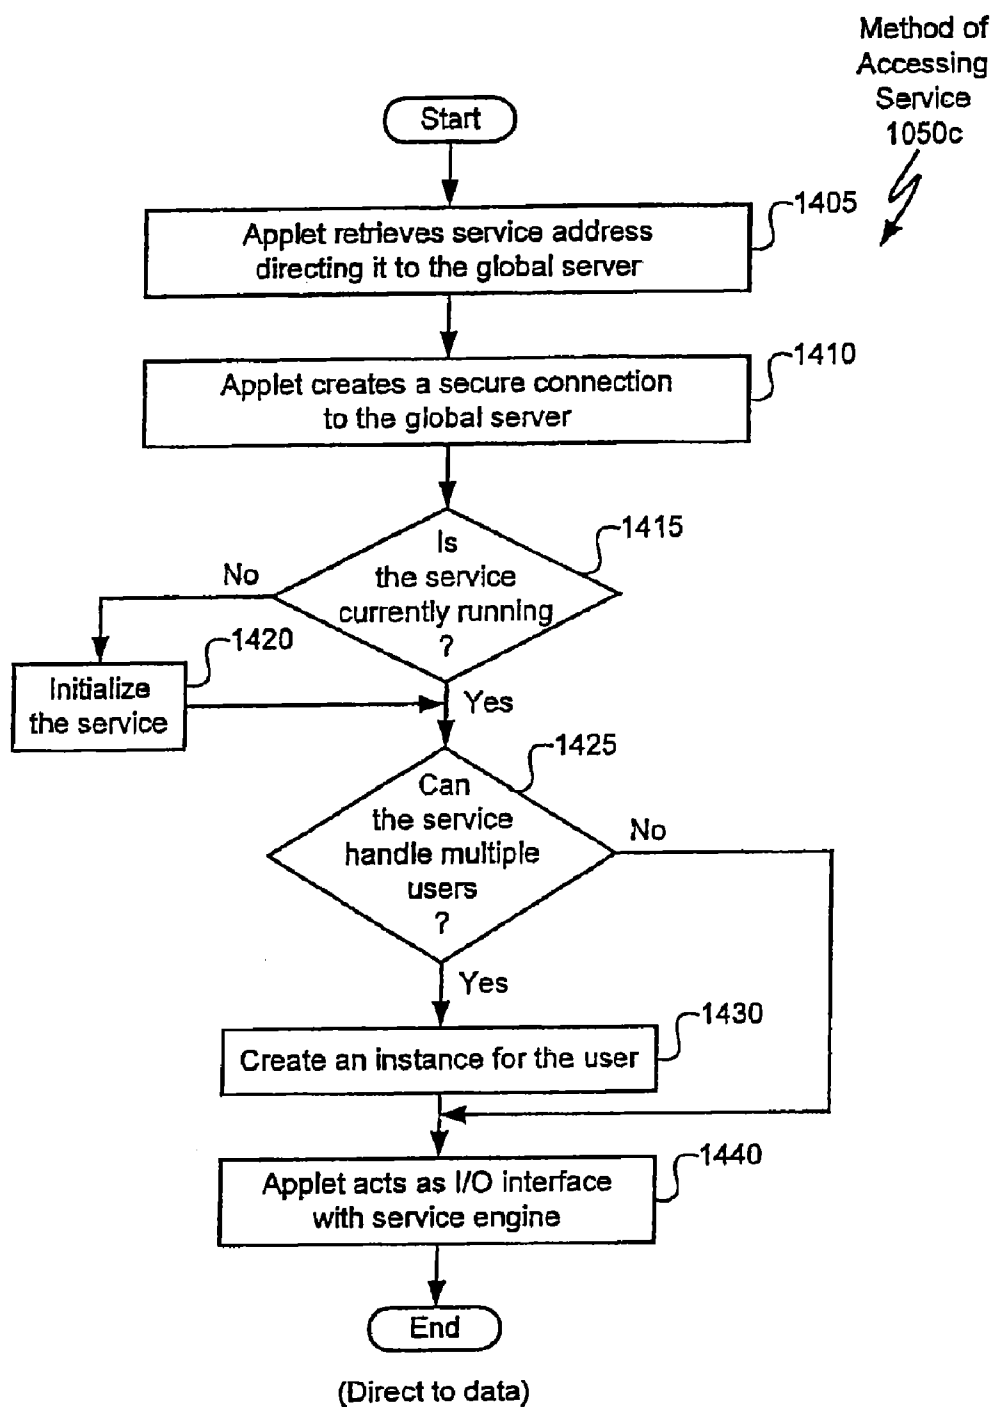 Method of
Accessing
Service
1050c
Start
1405
Applet retrieves service address
directing it to the global server
1410
Applet creates a secure connection
to the global server
1415
Is
the service
currently running
?
No
1420
Initialize
the service
Yes
1425
Can
the service
handle multiple
users
?
No
Yes
1430
Create an instance for the user
1440
Applet acts as I/O interface
with service engine
End
(Direct to data)